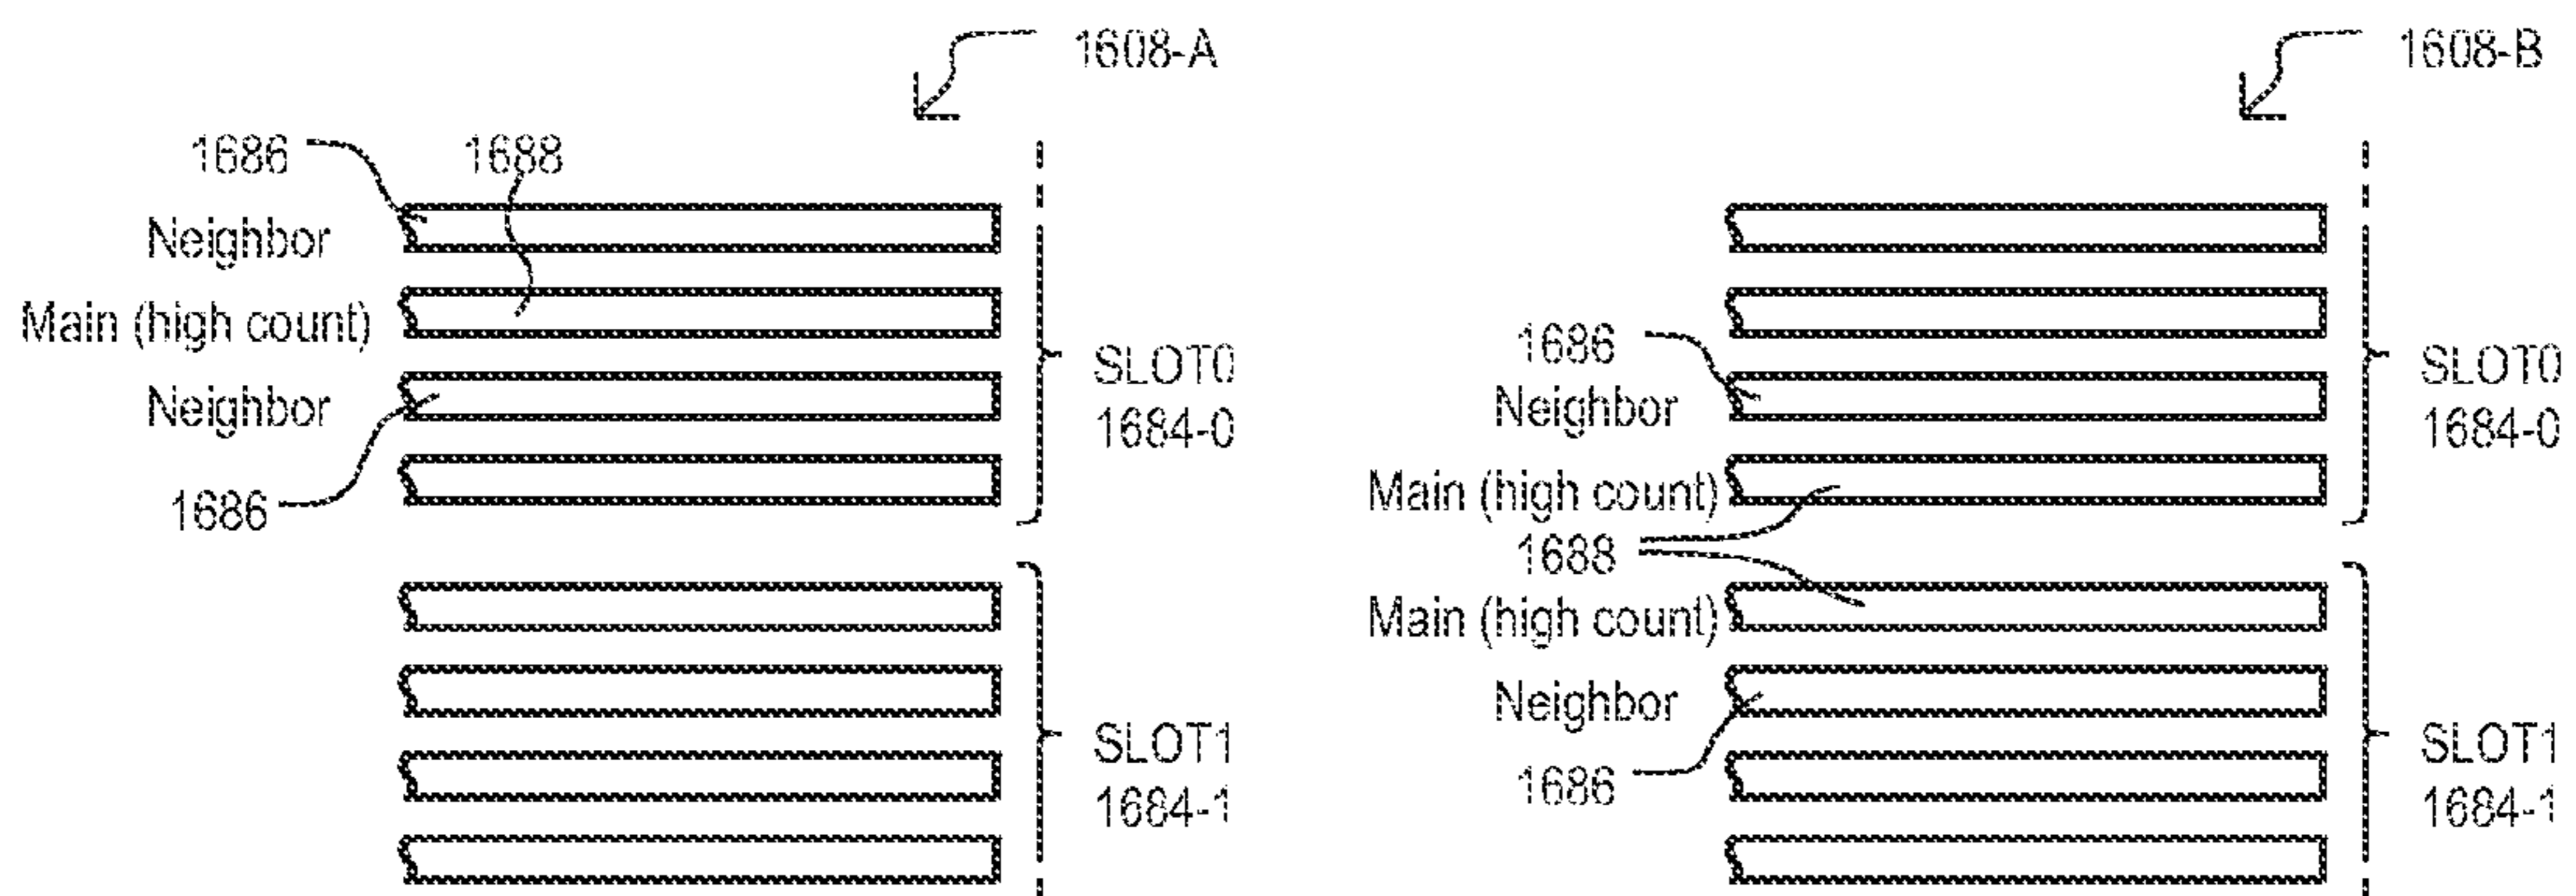 1608-A
1686
1688
Neighbor
Main (high count)
Neighbor
1686
SLOT0
1684-0
SLOT1
1684-1
1608-B
1686
Neighbor
Main (high count)
1688
Main (high count)
Neighbor
1686
SLOT0
1684-0
SLOT1
1684-1